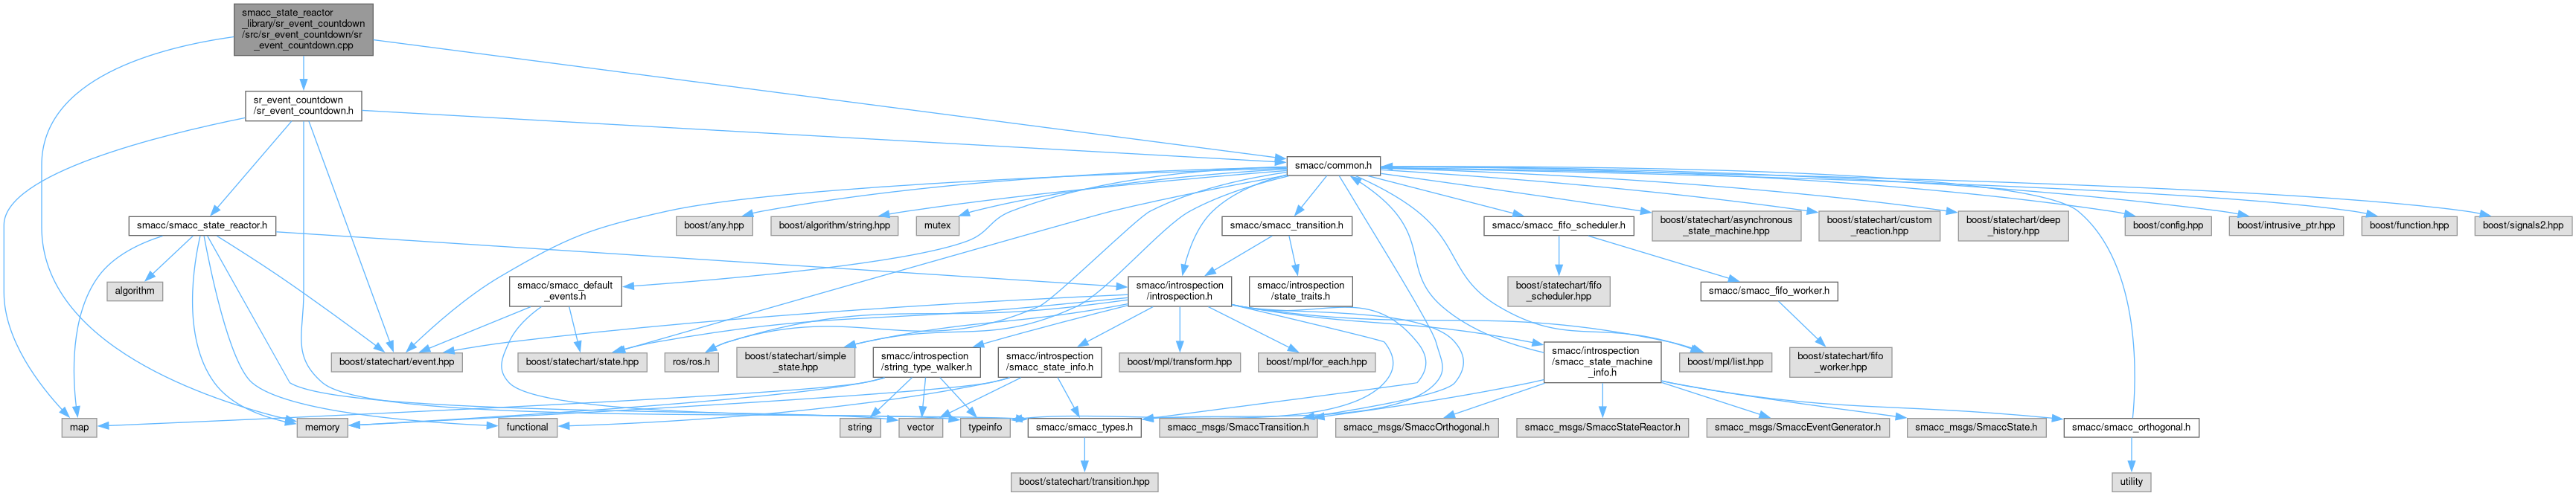 smacc_state_reactor
_library/sr_event_countdown
/src/sr_event_countdown/sr
_event_countdown.cpp
sr_event_countdown
/sr_event_countdown.h
smacc/common.h
smacc/smacc_state_reactor.h
boost/any.hpp
boost/algorithm/string.hpp
mutex
smacc/smacc_transition.h
smacc/smacc_fifo_scheduler.h
boost/statechart/asynchronous
_state_machine.hpp
boost/statechart/custom
_reaction.hpp
boost/statechart/deep
_history.hpp
boost/config.hpp
boost/intrusive_ptr.hpp
boost/function.hpp
boost/signals2.hpp
algorithm
smacc/smacc_default
_events.h
smacc/introspection
/introspection.h
smacc/introspection
/state_traits.h
boost/statechart/fifo
_scheduler.hpp
smacc/smacc_fifo_worker.h
boost/statechart/event.hpp
boost/statechart/state.hpp
ros/ros.h
boost/statechart/simple
_state.hpp
smacc/introspection
/string_type_walker.h
smacc/introspection
/smacc_state_info.h
boost/mpl/transform.hpp
boost/mpl/for_each.hpp
smacc/introspection
/smacc_state_machine
_info.h
boost/mpl/list.hpp
boost/statechart/fifo
_worker.hpp
map
memory
functional
string
vector
typeinfo
smacc/smacc_types.h
smacc_msgs/SmaccTransition.h
smacc_msgs/SmaccOrthogonal.h
smacc_msgs/SmaccStateReactor.h
smacc_msgs/SmaccEventGenerator.h
smacc_msgs/SmaccState.h
smacc/smacc_orthogonal.h
boost/statechart/transition.hpp
utility